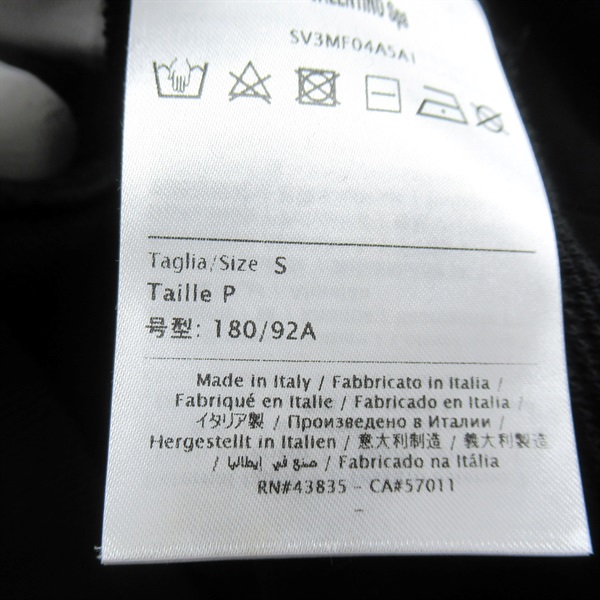 VALENTINO SpA
SV3MF04A5A1
Taglia/Size S
Taille P
号型: 180/92A
Made in Italy / Fabbricato in Italia /
Fabriqué en Italie / Fabricado en Italia /
イタリア製 / Произведено в Италии /
Hergestellt in Italien / 意大利制造 / 義大利製造
/ صنع في إيطاليا / Fabricado na Itália
RN#43835 - CA#57011
-